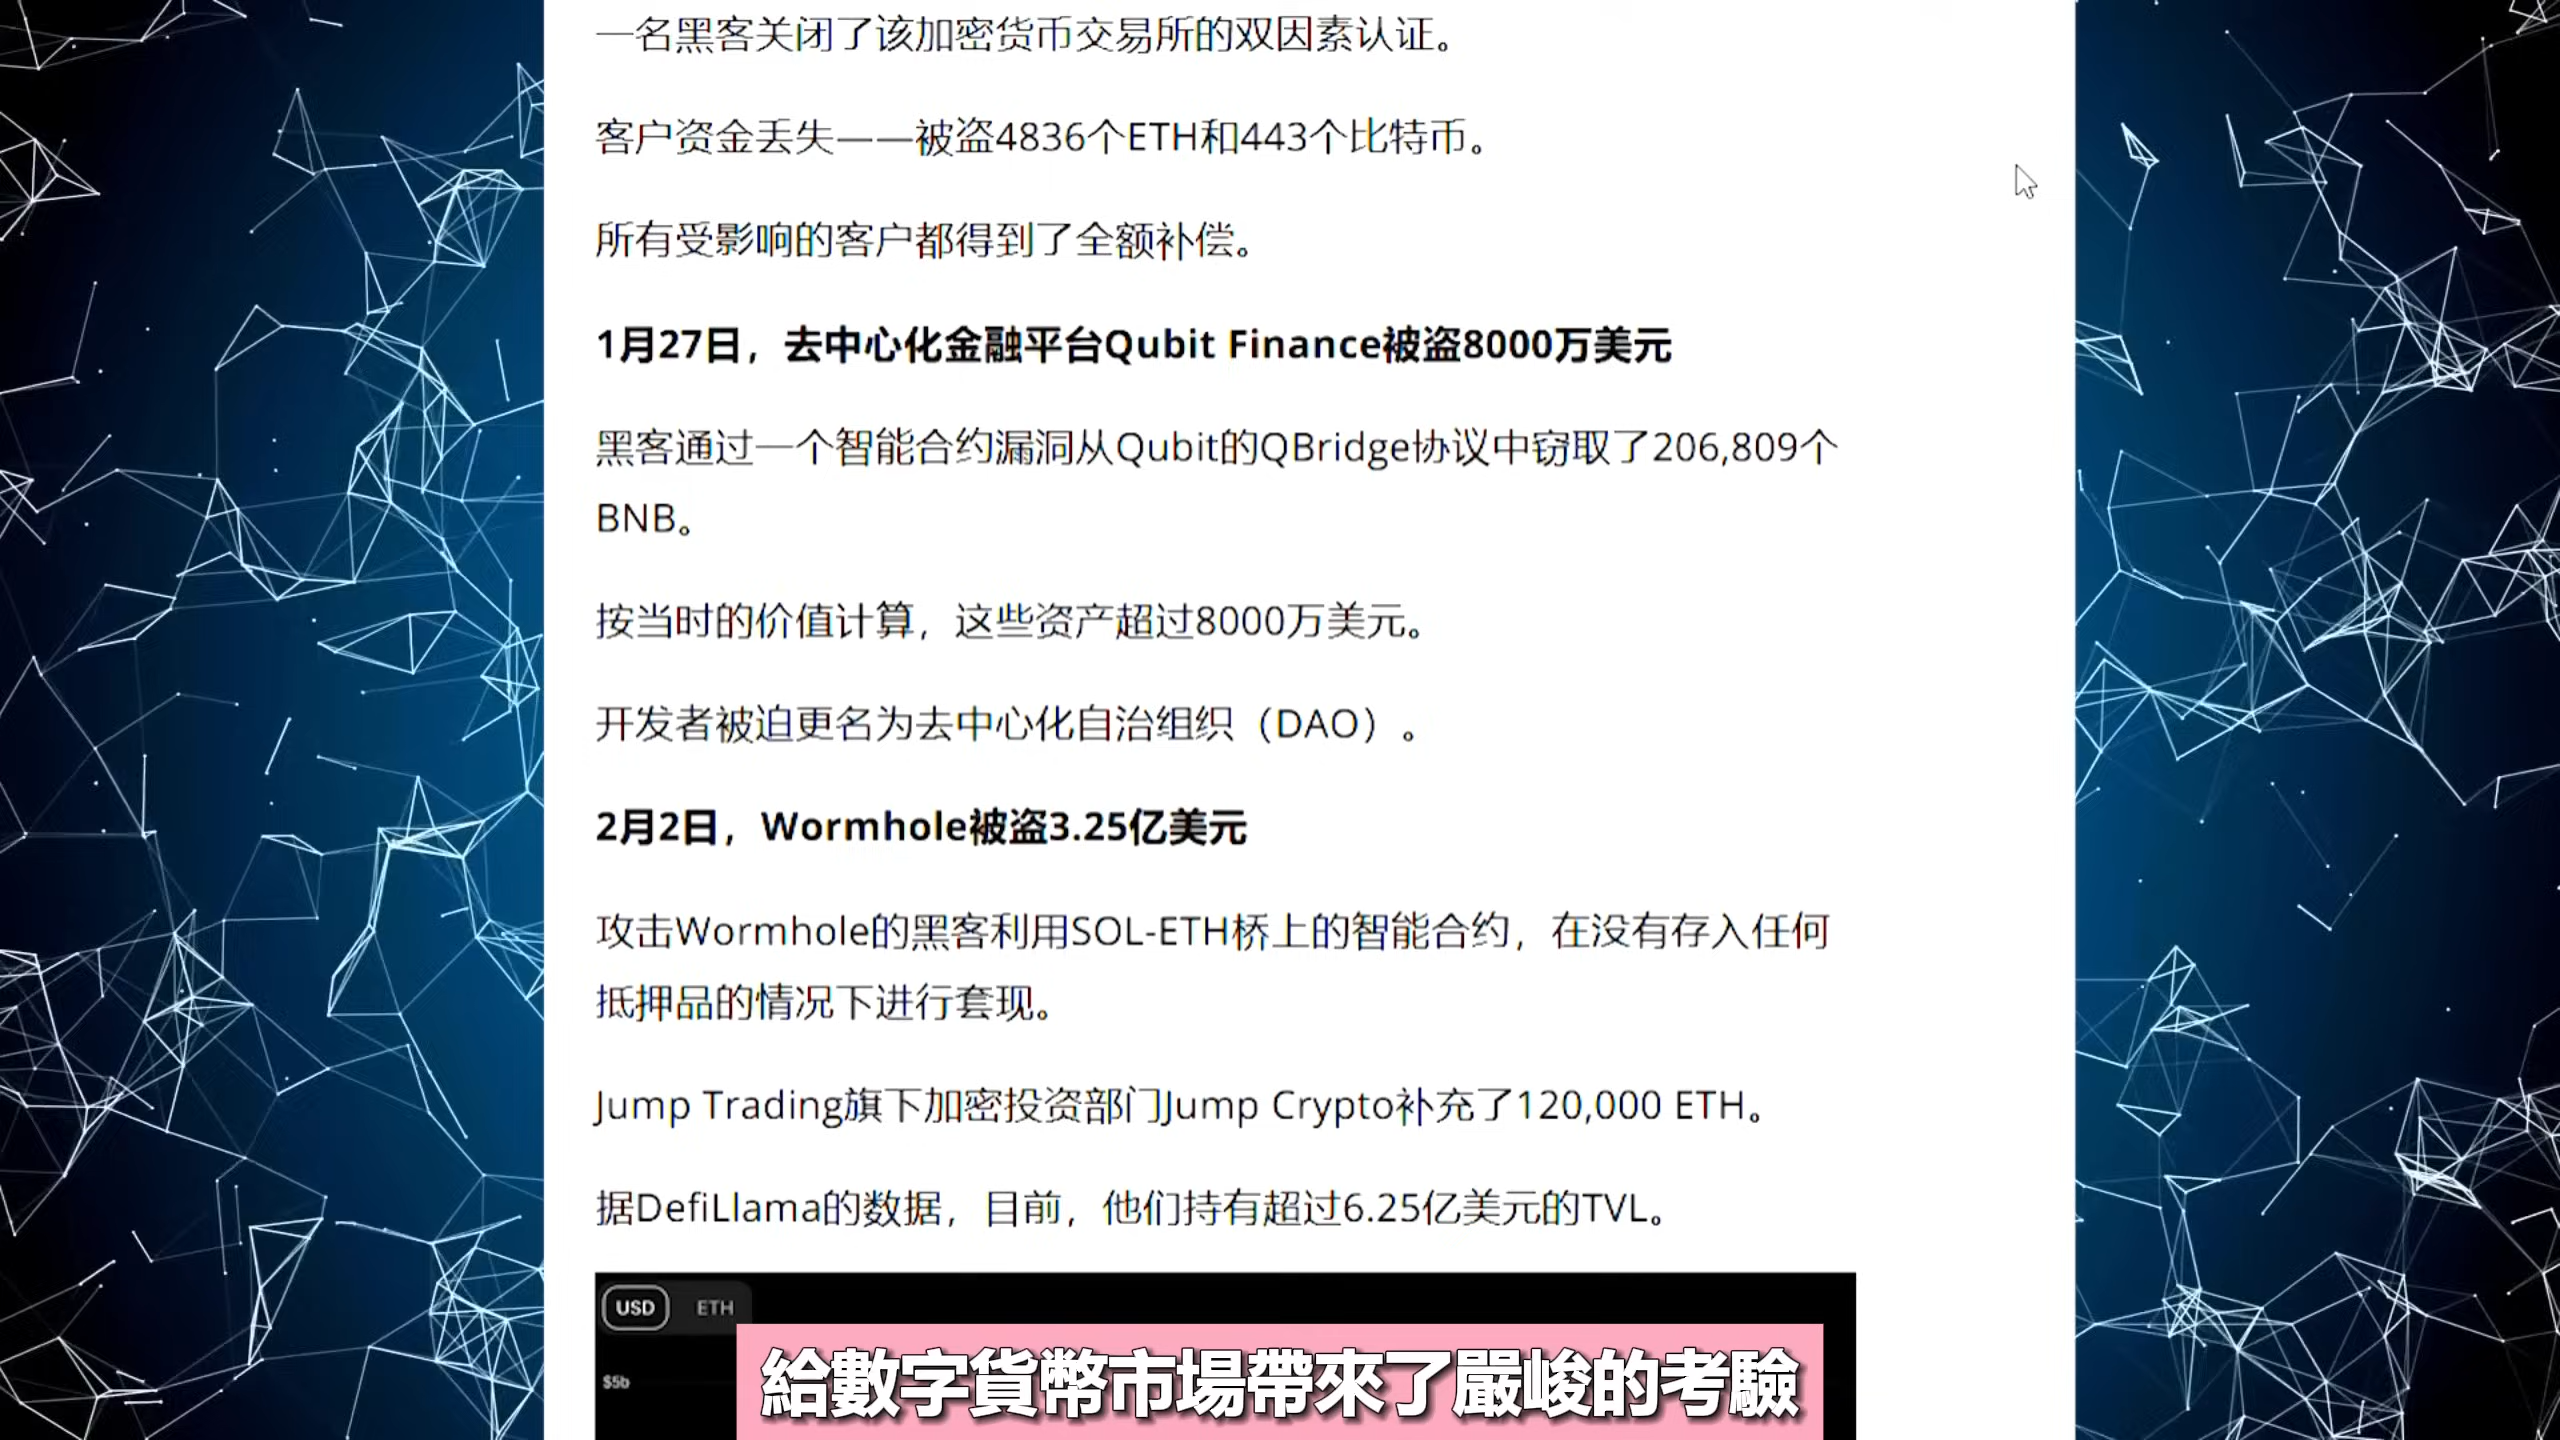 一名黑客关闭了该加密货币交易所的双因素认证。
客户资金丢失——被盗4836个ETH和443个比特币。
所有受影响的客户都得到了全额补偿。
1月27日，去中心化金融平台Qubit Finance被盗8000万美元
黑客通过一个智能合约漏洞从Qubit的QBridge协议中窃取了206,809个
BNB。
按当时的价值计算，这些资产超过8000万美元。
开发者被迫更名为去中心化自治组织（DAO）。
2月2日，Wormhole被盗3.25亿美元
攻击Wormhole的黑客利用SOL-ETH桥上的智能合约，在没有存入任何
抵押品的情况下进行套现。
Jump Trading旗下加密投资部门Jump Crypto补充了120,000 ETH。
据DefiLlama的数据，目前，他们持有超过6.25亿美元的TVL。
USD ETH
$5b
給數字貨幣市場帶來了嚴峻的考驗